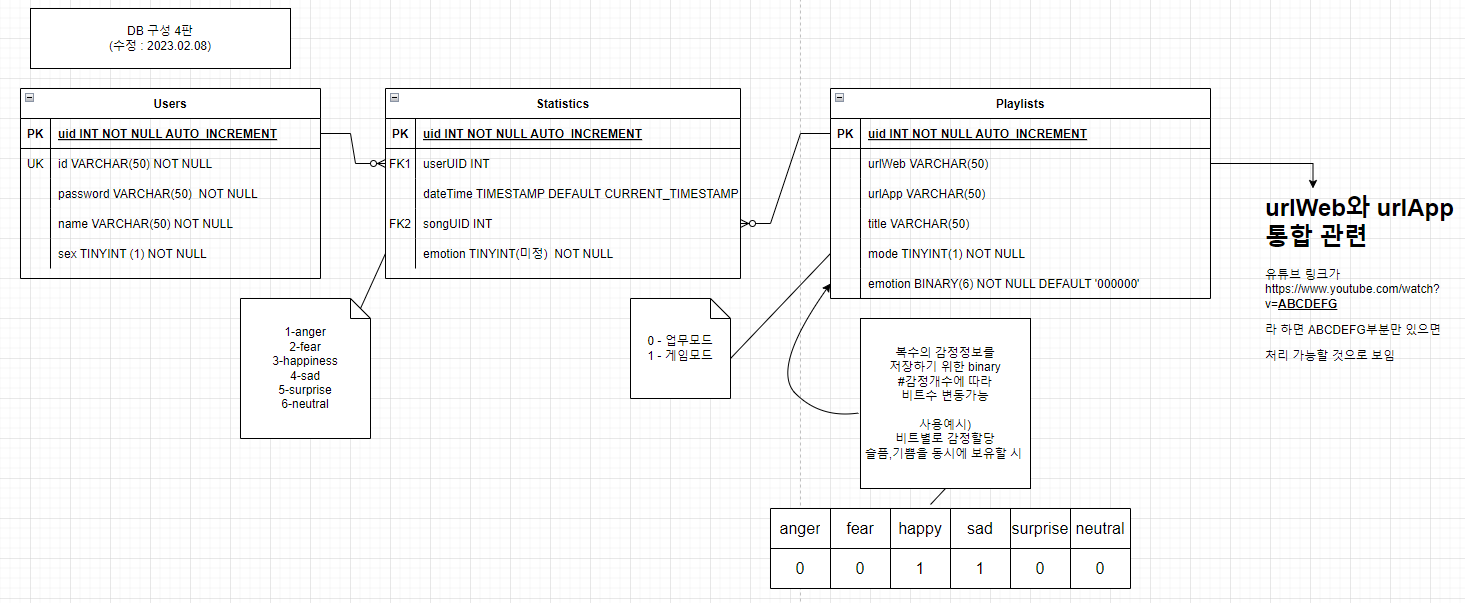 DB 구성 4판
(수정 : 2023.02.08)
Users
PK uid INT NOT NULL AUTO_INCREMENT
UK id VARCHAR(50) NOT NULL
password VARCHAR(50)  NOT NULL
name VARCHAR(50) NOT NULL
sex TINYINT (1) NOT NULL
Statistics
PK uid INT NOT NULL AUTO_INCREMENT
FK1 userUID INT
dateTime TIMESTAMP DEFAULT CURRENT_TIMESTAMP
FK2 songUID INT
emotion TINYINT(미정)  NOT NULL
Playlists
PK uid INT NOT NULL AUTO_INCREMENT
urlWeb VARCHAR(50)
urlApp VARCHAR(50)
title VARCHAR(50)
mode TINYINT(1) NOT NULL
emotion BINARY(6) NOT NULL DEFAULT '000000'
urlWeb와 urlApp
통합 관련
유튜브 링크가
https://www.youtube.com/watch?
v=ABCDEFG
라 하면 ABCDEFG부분만 있으면
처리 가능할 것으로 보임
1-anger
2-fear
3-happiness
4-sad
5-surprise
6-neutral
0 - 업무모드
1 - 게임모드
복수의 감정정보를
저장하기 위한 binary
#감정개수에 따라
비트수 변동가능
사용예시)
비트별로 감정할당
슬픔,기쁨을 동시에 보유할 시
anger fear happy sad surprise neutral
0 0 1 1 0 0